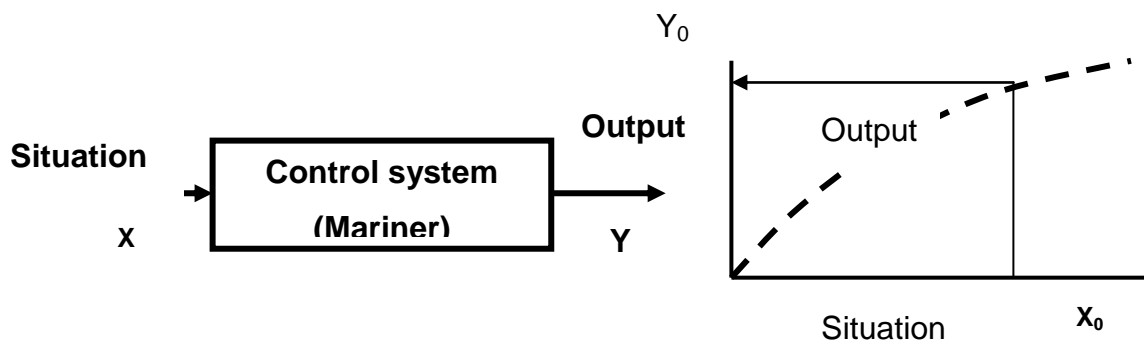 Situation
X
Control system
(Mariner)
Output
Y
Y₀
Output
Situation
X₀